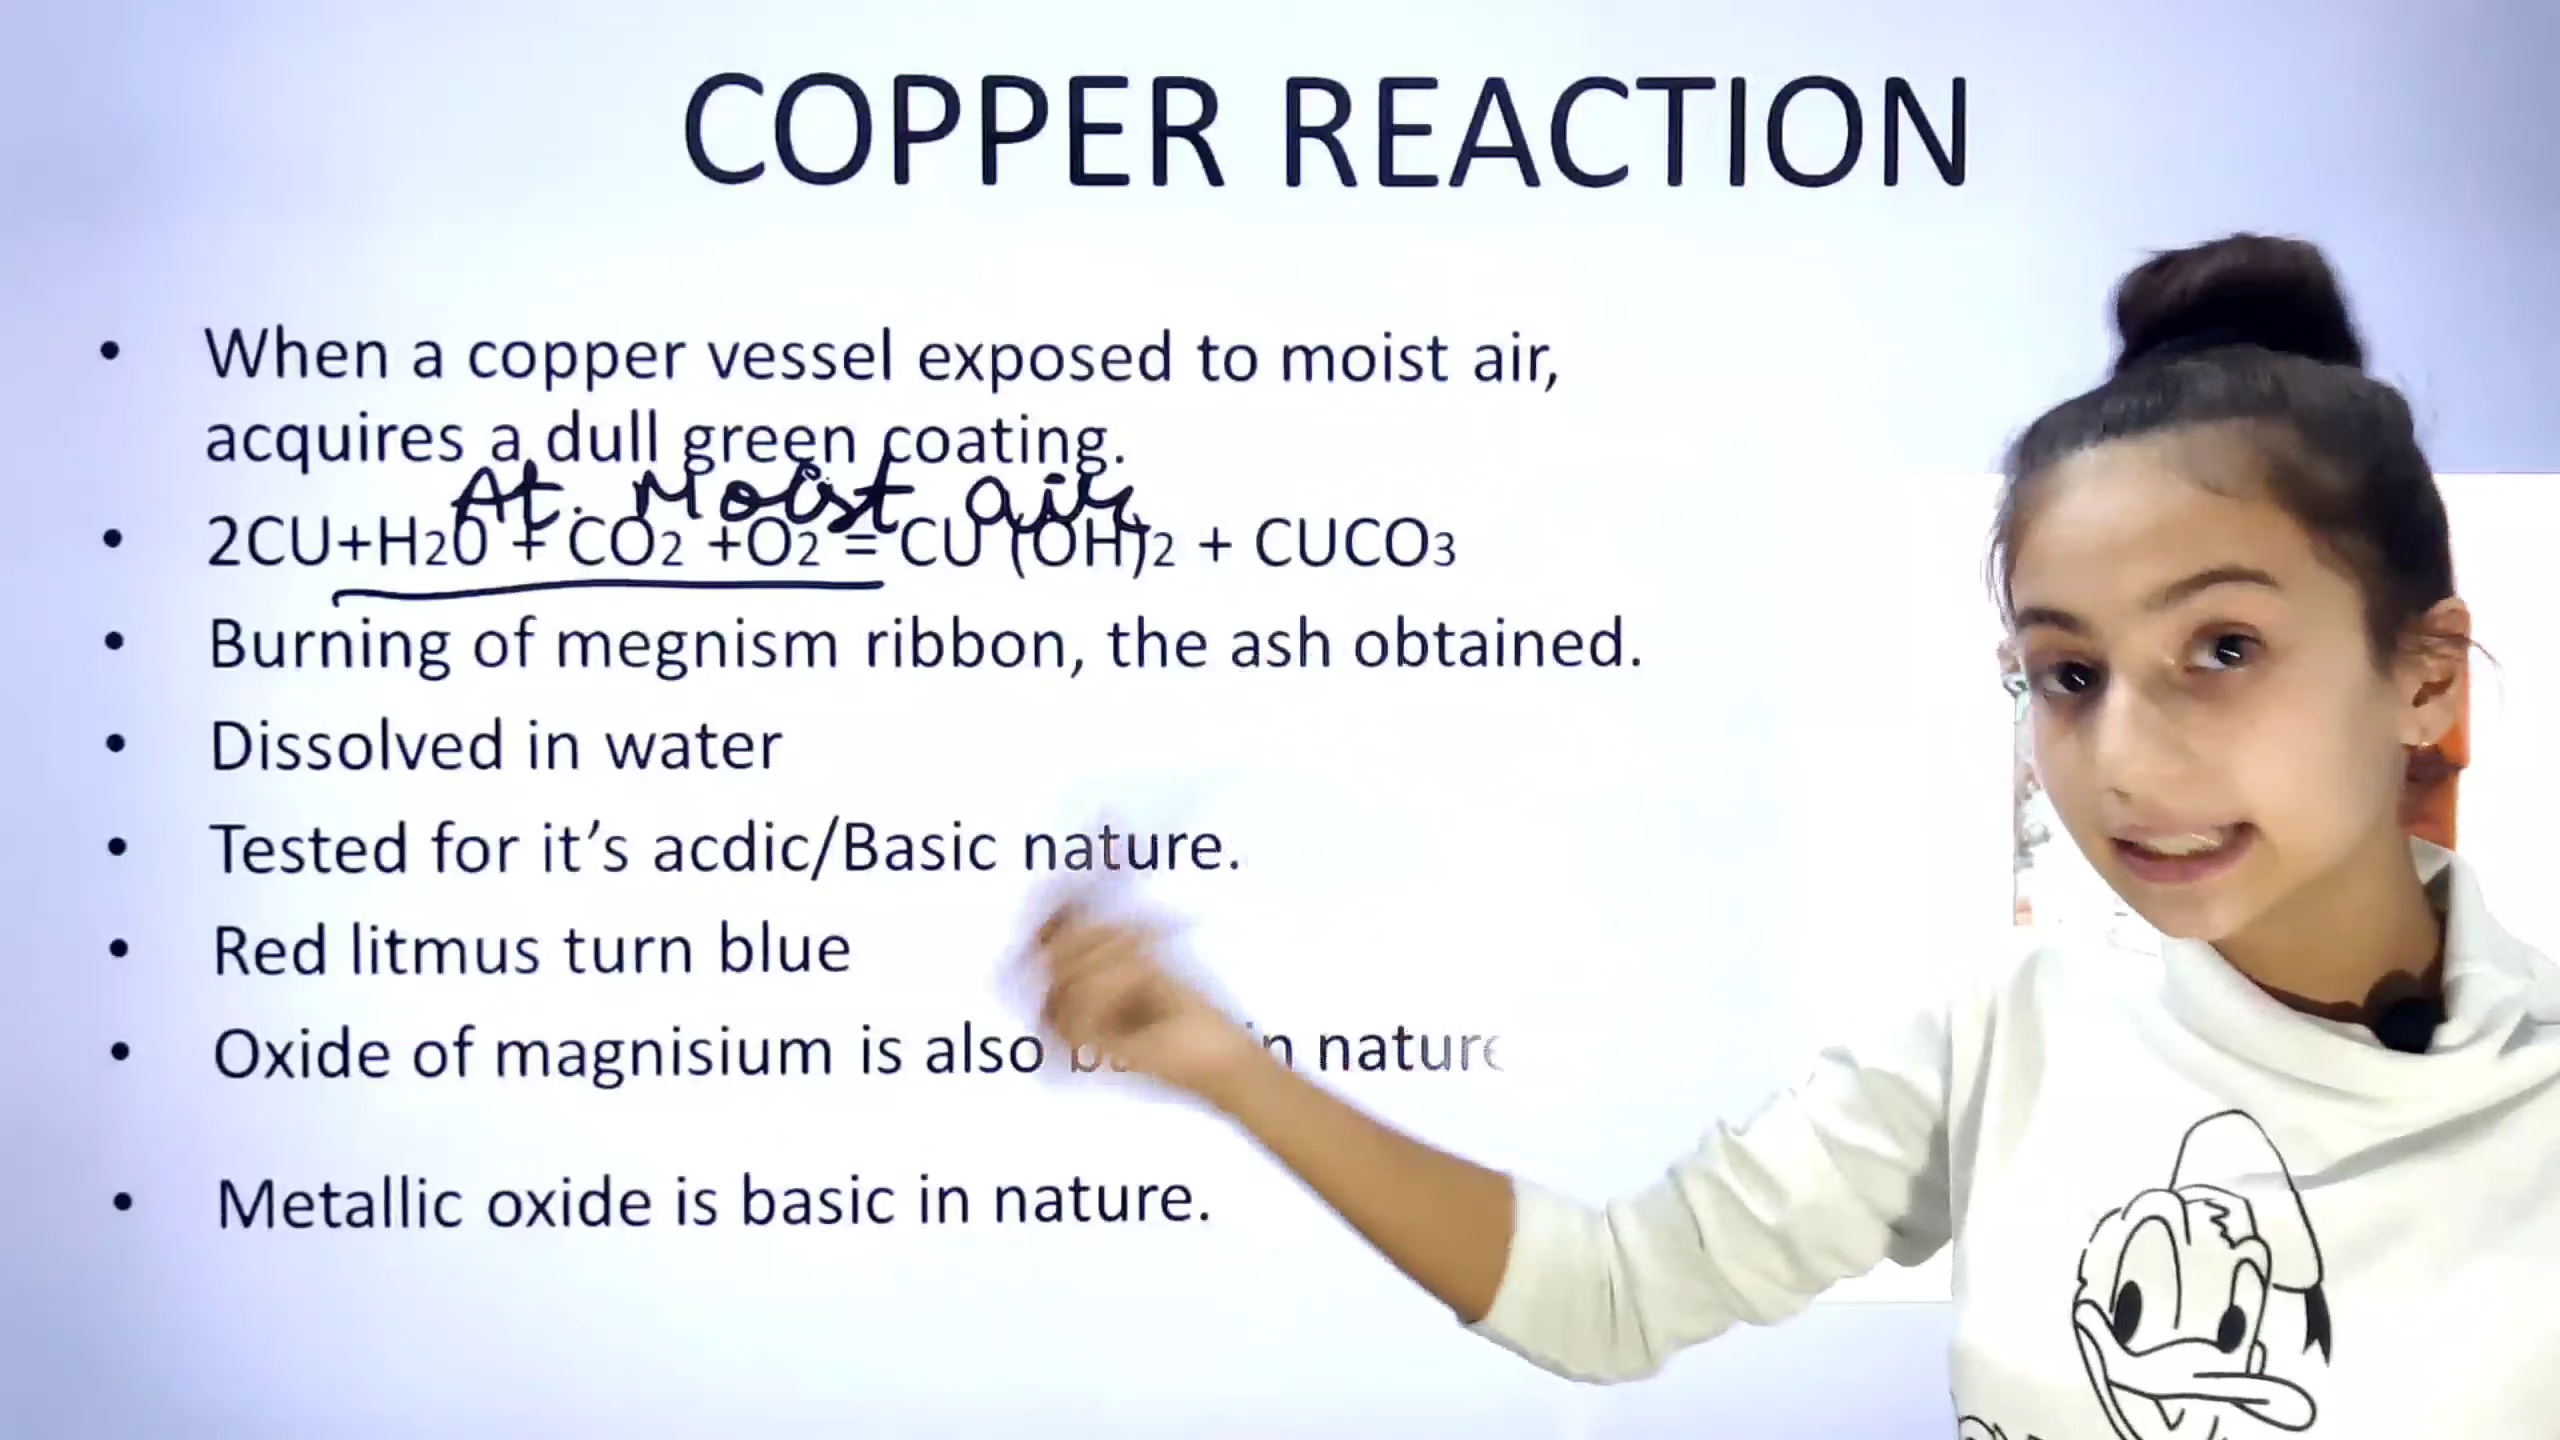 COPPER REACTION
• When a copper vessel exposed to moist air,
acquires a dull green coating.
At Moist air
• 2CU+H2O + CO2 +O2 = CU (OH)2 + CUCO3
• Burning of megnism ribbon, the ash obtained.
• Dissolved in water
• Tested for it’s acdic/Basic nature.
• Red litmus turn blue
• Oxide of magnisium is also in nature
• Metallic oxide is basic in nature.